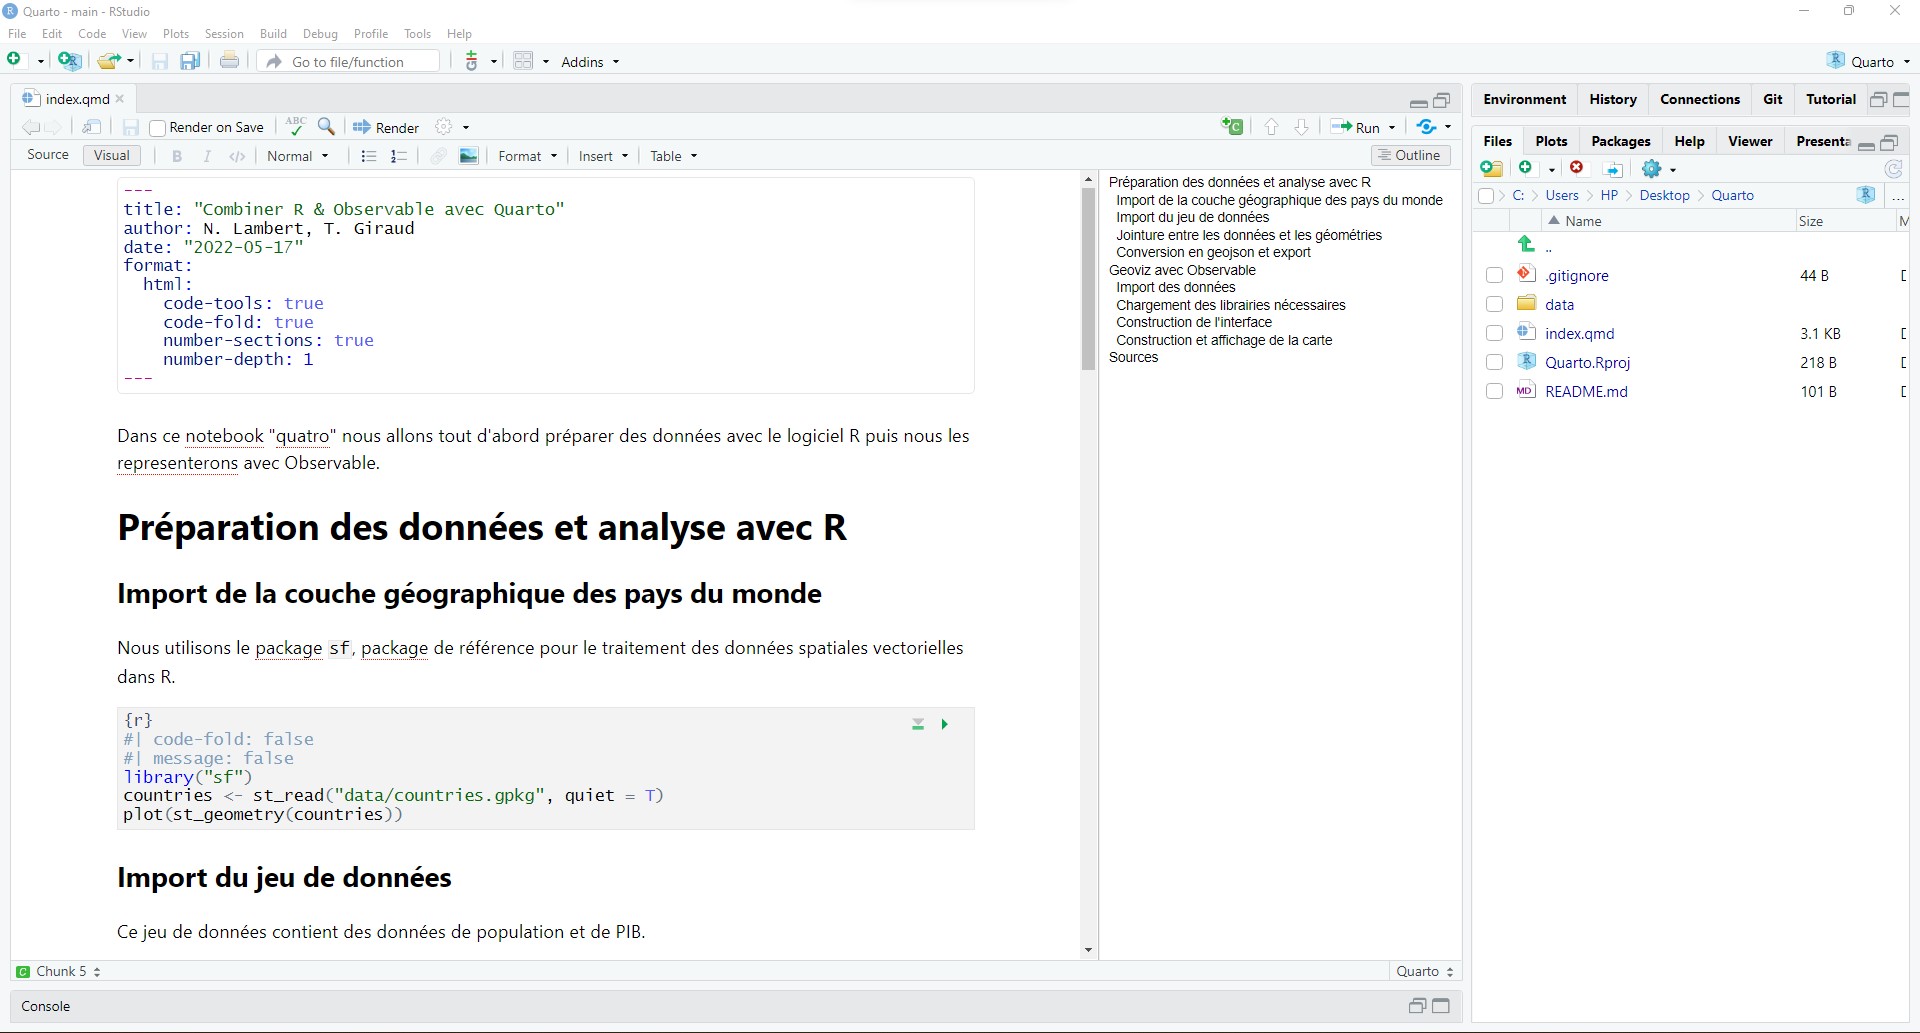 Quarto - main - RStudio
File Edit Code View Plots Session Build Debug Profile Tools Help
Go to file/function Addins Quarto
index.qmd
Render on Save ABC Render Run
Source Visual B I </> Normal Format Insert Table Outline
---
title: "Combiner R & Observable avec Quarto"
author: N. Lambert, T. Giraud
date: "2022-05-17"
format:
html:
code-tools: true
code-fold: true
number-sections: true
number-depth: 1
---
Dans ce notebook "quatro" nous allons tout d'abord préparer des données avec le logiciel R puis nous les
representerons avec Observable.
Préparation des données et analyse avec R
Import de la couche géographique des pays du monde
Nous utilisons le package sf, package de référence pour le traitement des données spatiales vectorielles
dans R.
{r}
#| code-fold: false
#| message: false
library("sf")
countries <- st_read("data/countries.gpkg", quiet = T)
plot(st_geometry(countries))
Import du jeu de données
Ce jeu de données contient des données de population et de PIB.
Chunk 5 Quarto
Console
Préparation des données et analyse avec R
Import de la couche géographique des pays du monde
Import du jeu de données
Jointure entre les données et les géométries
Conversion en geojson et export
Geoviz avec Observable
Import des données
Chargement des librairies nécessaires
Construction de l'interface
Construction et affichage de la carte
Sources
Environment History Connections Git Tutorial
Files Plots Packages Help Viewer Presenta
C: > Users > HP > Desktop > Quarto ...
Name Size M
..
.gitignore 44 B
data
index.qmd 3.1 KB
Quarto.Rproj 218 B
MD README.md 101 B